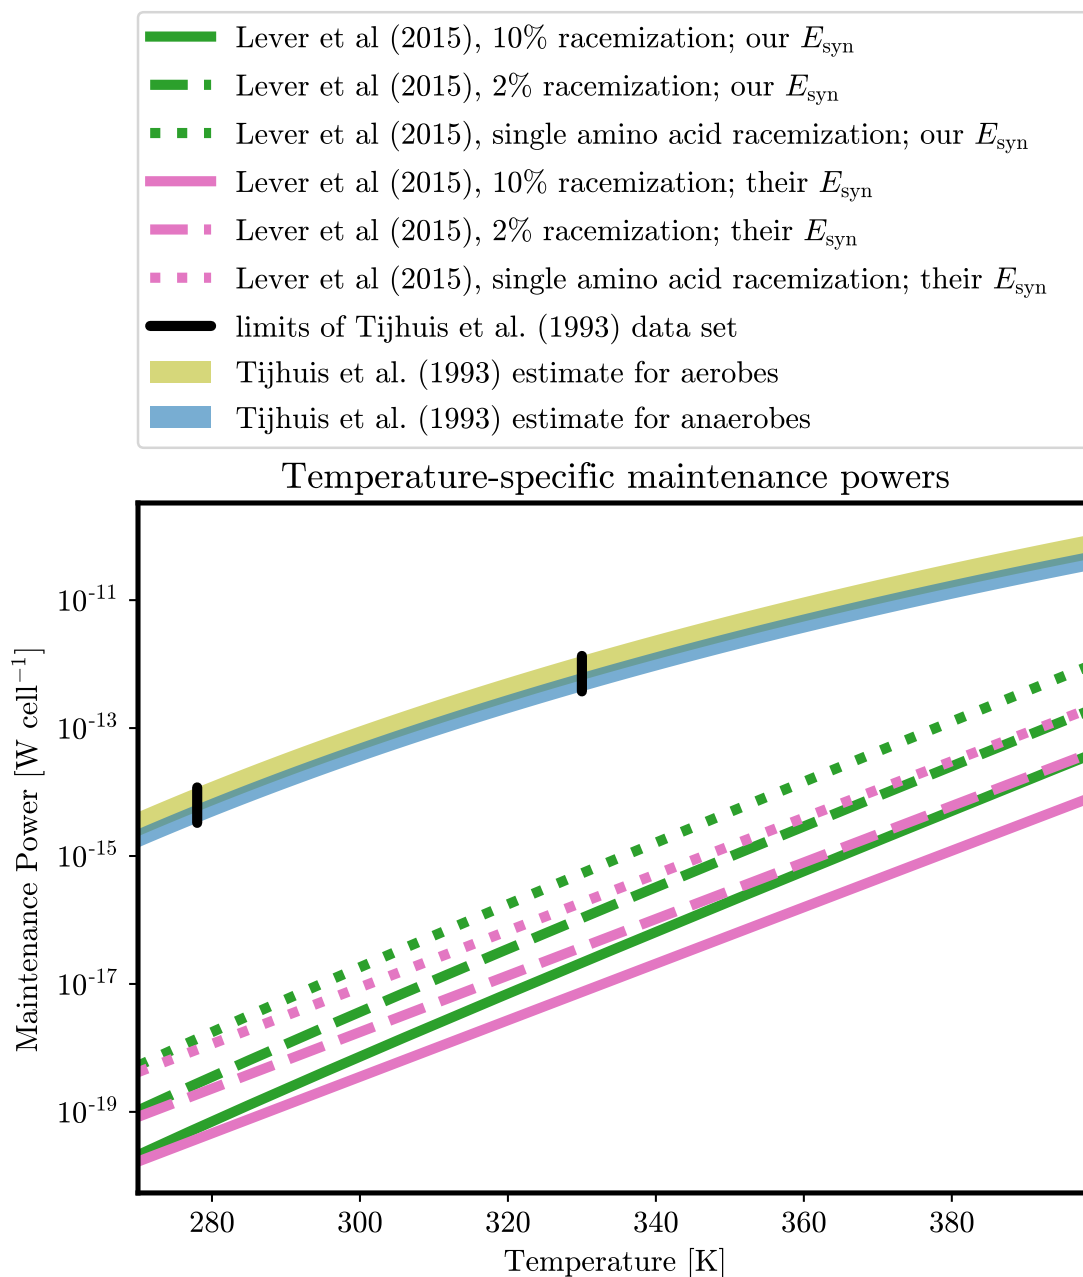 Lever et al (2015), 10% racemization; our E_syn
Lever et al (2015), 2% racemization; our E_syn
Lever et al (2015), single amino acid racemization; our E_syn
Lever et al (2015), 10% racemization; their E_syn
Lever et al (2015), 2% racemization; their E_syn
Lever et al (2015), single amino acid racemization; their E_syn
limits of Tijhuis et al. (1993) data set
Tijhuis et al. (1993) estimate for aerobes
Tijhuis et al. (1993) estimate for anaerobes
Temperature-specific maintenance powers
Maintenance Power [W cell⁻¹]
10⁻¹¹
10⁻¹³
10⁻¹⁵
10⁻¹⁷
10⁻¹⁹
280 300 320 340 360 380
Temperature [K]